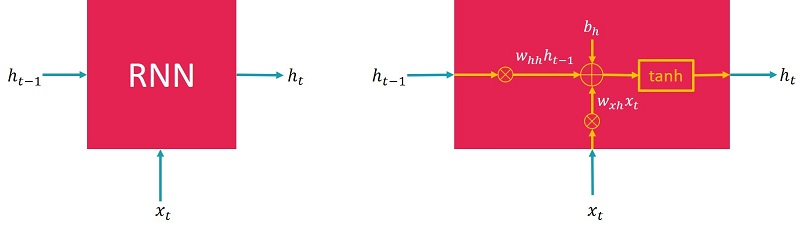 h_{t-1} RNN h_t
x_t
b_h
w_{hh}h_{t-1}
h_{t-1} tanh h_t
w_{xh}x_t
x_t